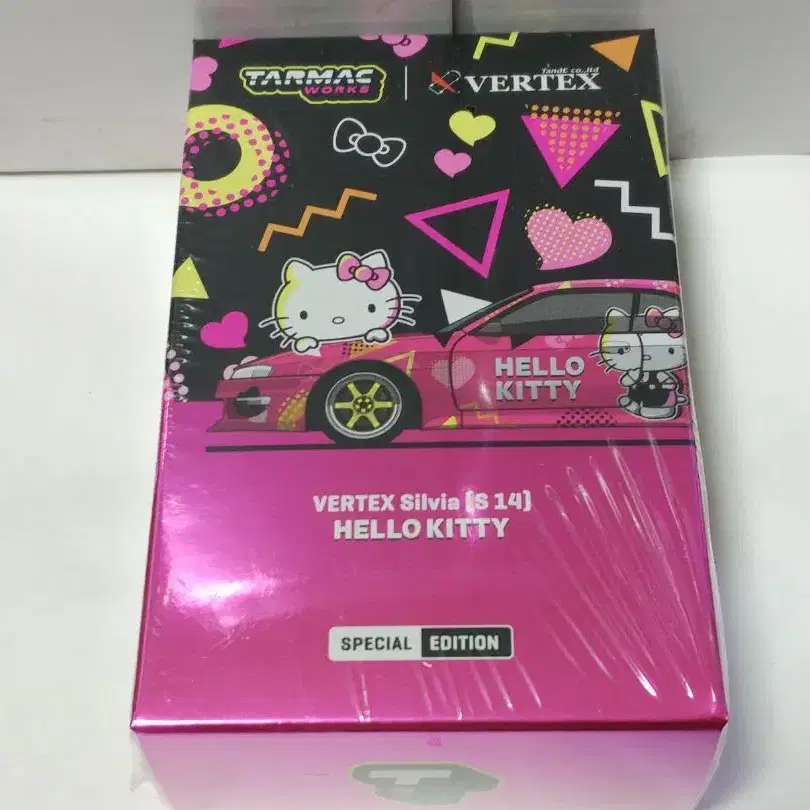 TARMAC
WORKS
TandE co.,ltd
VERTEX
HELLO
KITTY
VERTEX Silvia [S 14]
HELLO KITTY
SPECIAL EDITION